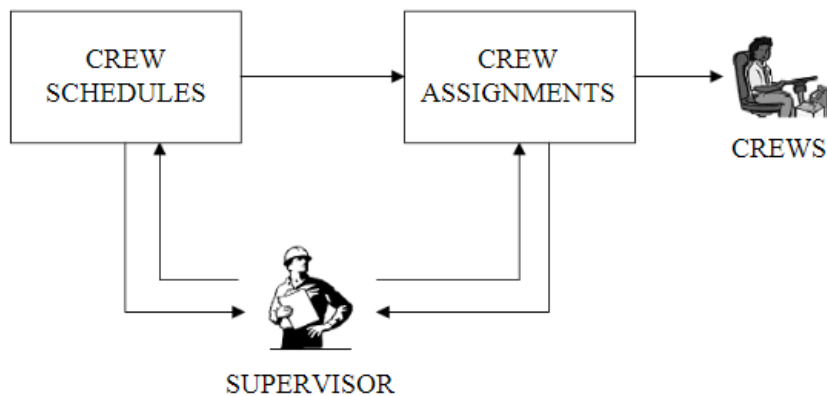 CREW
SCHEDULES
CREW
ASSIGNMENTS
CREWS
SUPERVISOR